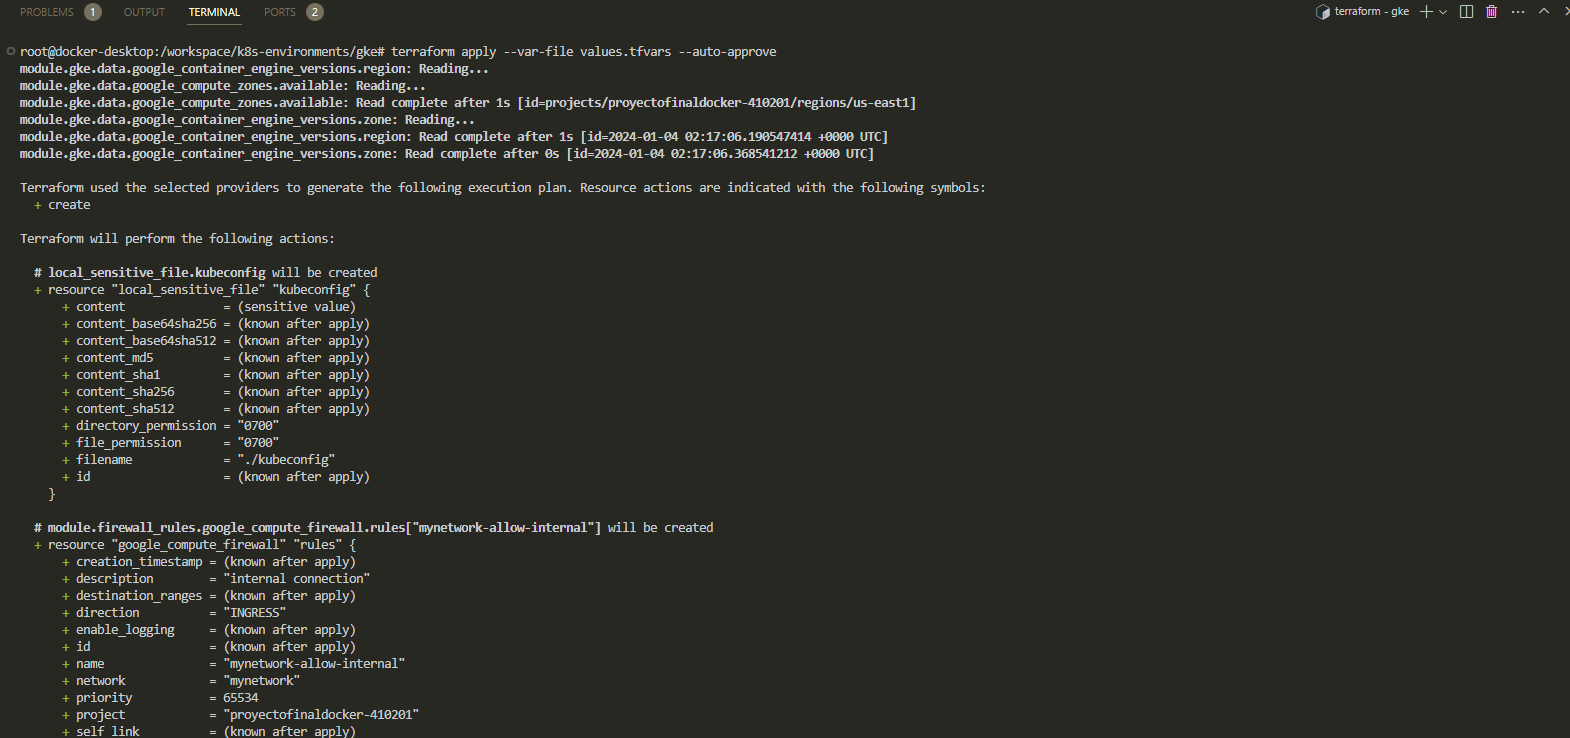 PROBLEMS 1 OUTPUT TERMINAL PORTS 2 terraform - gke
root@docker-desktop:/workspace/k8s-environments/gke# terraform apply --var-file values.tfvars --auto-approve
module.gke.data.google_container_engine_versions.region: Reading...
module.gke.data.google_compute_zones.available: Reading...
module.gke.data.google_compute_zones.available: Read complete after 1s [id=projects/proyectofinaldocker-410201/regions/us-east1]
module.gke.data.google_container_engine_versions.zone: Reading...
module.gke.data.google_container_engine_versions.region: Read complete after 1s [id=2024-01-04 02:17:06.190547414 +0000 UTC]
module.gke.data.google_container_engine_versions.zone: Read complete after 0s [id=2024-01-04 02:17:06.368541212 +0000 UTC]
Terraform used the selected providers to generate the following execution plan. Resource actions are indicated with the following symbols:
+ create
Terraform will perform the following actions:
# local_sensitive_file.kubeconfig will be created
+ resource "local_sensitive_file" "kubeconfig" {
+ content = (sensitive value)
+ content_base64sha256 = (known after apply)
+ content_base64sha512 = (known after apply)
+ content_md5 = (known after apply)
+ content_sha1 = (known after apply)
+ content_sha256 = (known after apply)
+ content_sha512 = (known after apply)
+ directory_permission = "0700"
+ file_permission = "0700"
+ filename = "./kubeconfig"
+ id = (known after apply)
}
# module.firewall_rules.google_compute_firewall.rules["mynetwork-allow-internal"] will be created
+ resource "google_compute_firewall" "rules" {
+ creation_timestamp = (known after apply)
+ description = "internal connection"
+ destination_ranges = (known after apply)
+ direction = "INGRESS"
+ enable_logging = (known after apply)
+ id = (known after apply)
+ name = "mynetwork-allow-internal"
+ network = "mynetwork"
+ priority = 65534
+ project = "proyectofinaldocker-410201"
+ self_link = (known after apply)